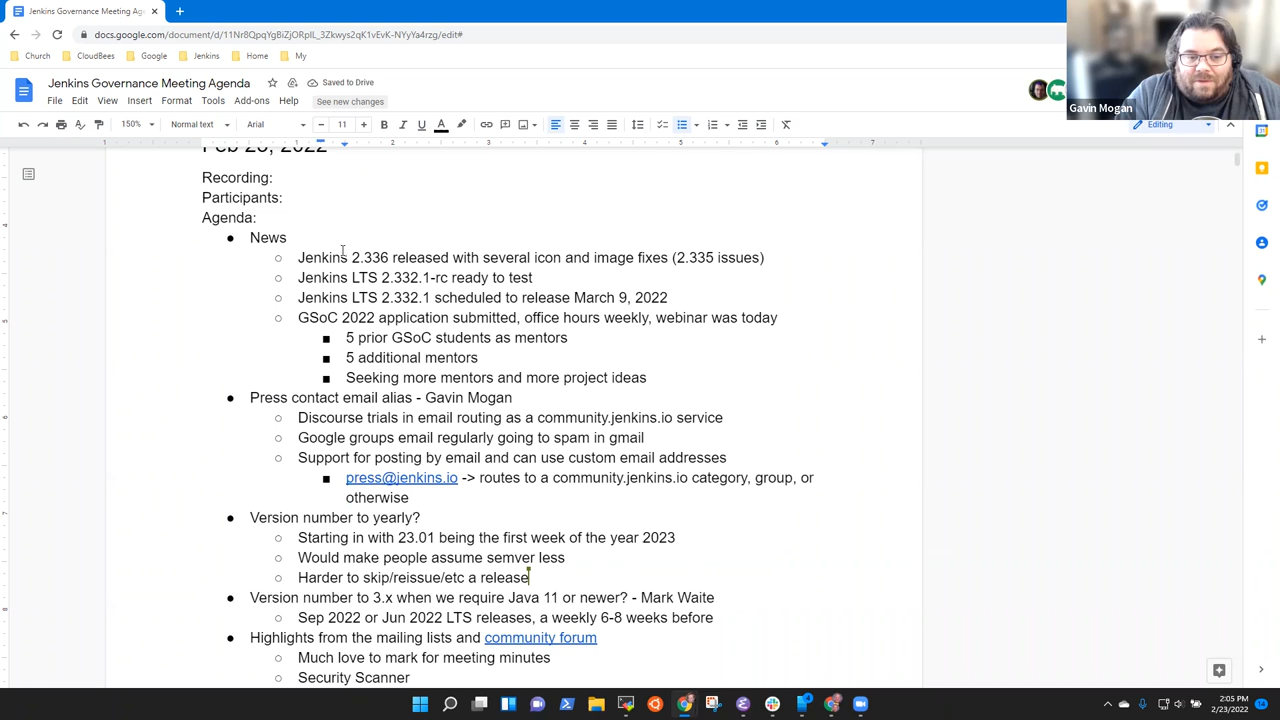 Jenkins Governance Meeting Ag
docs.google.com/document/d/11Nr8QpqYgBiZjORpIL_3Zkwys2qK1vEvK-NYyYa4rzg/edit#
Church
CloudBees
Google
Jenkins
Home
My
Gavin Mogan
Jenkins Governance Meeting Agenda
Saved to Drive
File Edit View Insert Format Tools Add-ons Help
See new changes
150%
Normal text
Arial
11
Editing
1 1 2 3 4 5 6 7
Recording:
Participants:
Agenda:
● News
○ Jenkins 2.336 released with several icon and image fixes (2.335 issues)
○ Jenkins LTS 2.332.1-rc ready to test
○ Jenkins LTS 2.332.1 scheduled to release March 9, 2022
○ GSoC 2022 application submitted, office hours weekly, webinar was today
■ 5 prior GSoC students as mentors
■ 5 additional mentors
■ Seeking more mentors and more project ideas
● Press contact email alias - Gavin Mogan
○ Discourse trials in email routing as a community.jenkins.io service
○ Google groups email regularly going to spam in gmail
○ Support for posting by email and can use custom email addresses
■ press@jenkins.io -> routes to a community.jenkins.io category, group, or
otherwise
● Version number to yearly?
○ Starting in with 23.01 being the first week of the year 2023
○ Would make people assume semver less
○ Harder to skip/reissue/etc a release
● Version number to 3.x when we require Java 11 or newer? - Mark Waite
○ Sep 2022 or Jun 2022 LTS releases, a weekly 6-8 weeks before
● Highlights from the mailing lists and community forum
○ Much love to mark for meeting minutes
○ Security Scanner
2:05 PM
2/23/2022